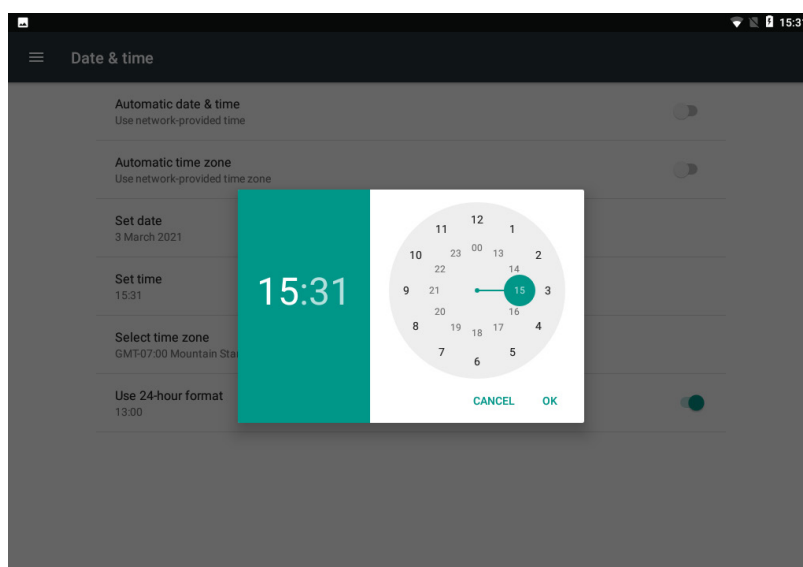 15:31
Date & time
Automatic date & time
Use network-provided time
Automatic time zone
Use network-provided time zone
Set date
3 March 2021
Set time
15:31
Select time zone
GMT-07:00 Mountain Sta
Use 24-hour format
13:00
15:31
12
11 1
00
23 13
10 2
22 14
9 21 15 3
20 16
8 4
19 17
18
7 5
6
CANCEL OK